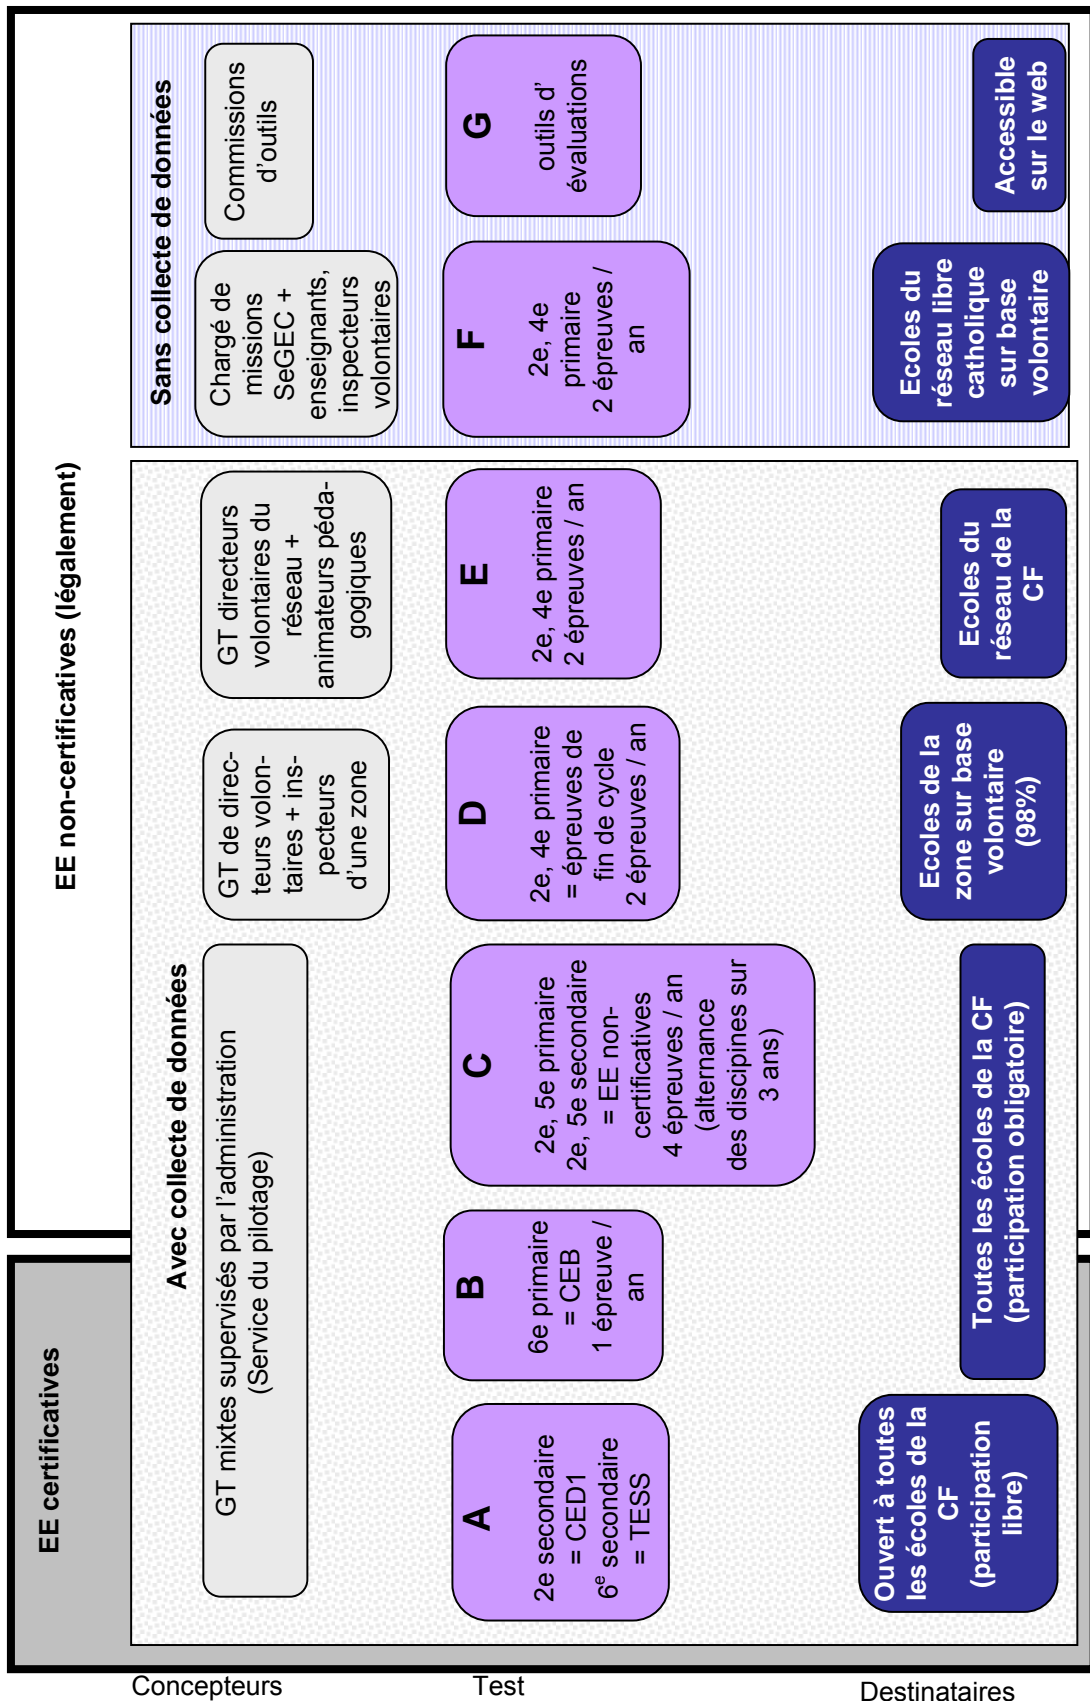 EE certificatives
EE non-certificatives (légalement)
Avec collecte de données
Sans collecte de données
Concepteurs
GT mixtes supervisés par l'administration
(Service du pilotage)
GT de direc-
teurs volon-
taires + ins-
pecteurs
d'une zone
GT directeurs
volontaires du
réseau +
animateurs péda-
gogiques
Chargé de
missions
SeGEC +
enseignants,
inspecteurs
volontaires
Commissions
d'outils
Test
A
2e secondaire
= CED1
6e secondaire
= TESS
B
6e primaire
= CEB
1 épreuve /
an
C
2e, 5e primaire
2e, 5e secondaire
= EE non-
certificatives
4 épreuves / an
(alternance
des discipines sur
3 ans)
D
2e, 4e primaire
= épreuves de
fin de cycle
2 épreuves / an
E
2e, 4e primaire
2 épreuves / an
F
2e, 4e
primaire
2 épreuves /
an
G
outils d'
évaluations
Destinataires
Ouvert à toutes
les écoles de la
CF
(participation
libre)
Toutes les écoles de la CF
(participation obligatoire)
Ecoles de la
zone sur base
volontaire
(98%)
Ecoles du
réseau de la
CF
Ecoles du
réseau libre
catholique
sur base
volontaire
Accessible
sur le web